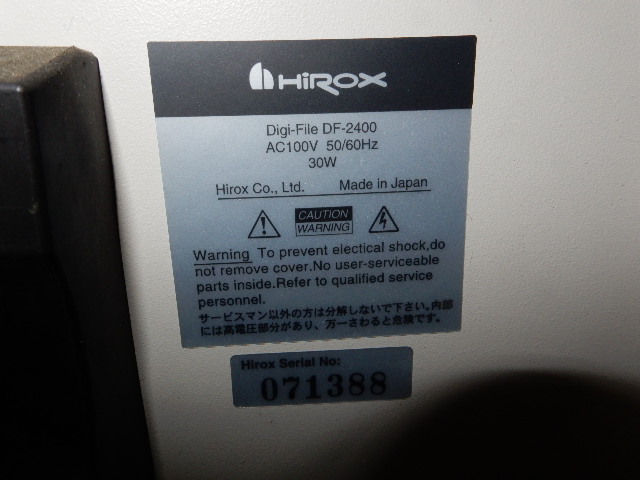 HiROX
Digi-File DF-2400
AC100V 50/60Hz
30W
Hirox Co., Ltd. Made in Japan
CAUTION
WARNING
Warning To prevent electical shock,do
not remove cover.No user-serviceable
parts inside.Refer to qualified service
personnel.
サービスマン以外の方は分解しないで下さい。内部
には高電圧部分があり、万一さわると危険です。
Hirox Serial No:
071388